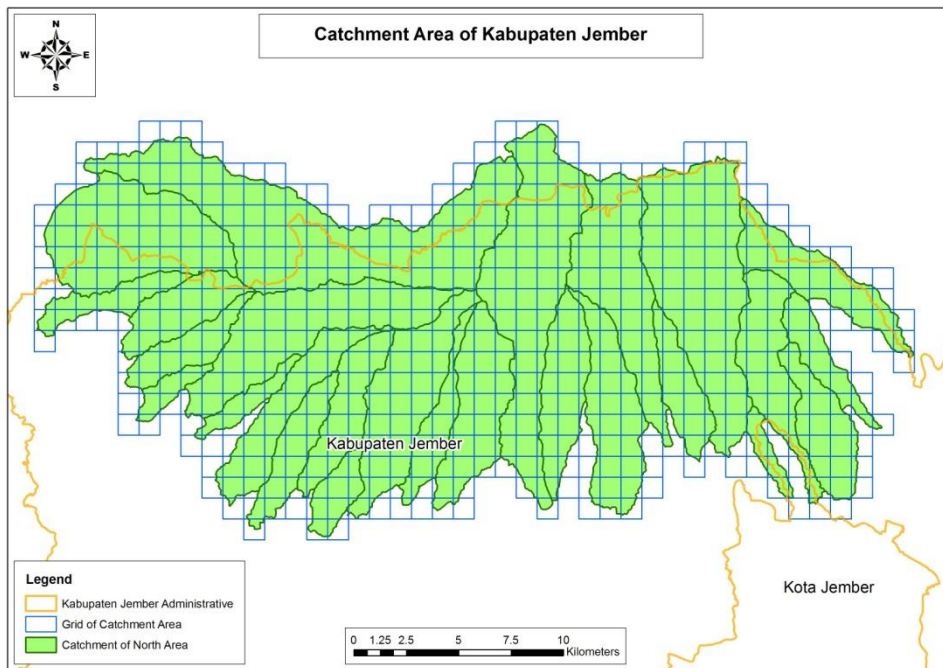 Catchment Area of Kabupaten Jember
N
W E
S
Kabupaten Jember
Kota Jember
Legend
Kabupaten Jember Administrative
Grid of Catchment Area
Catchment of North Area
0 1.25 2.5 5 7.5 10
Kilometers